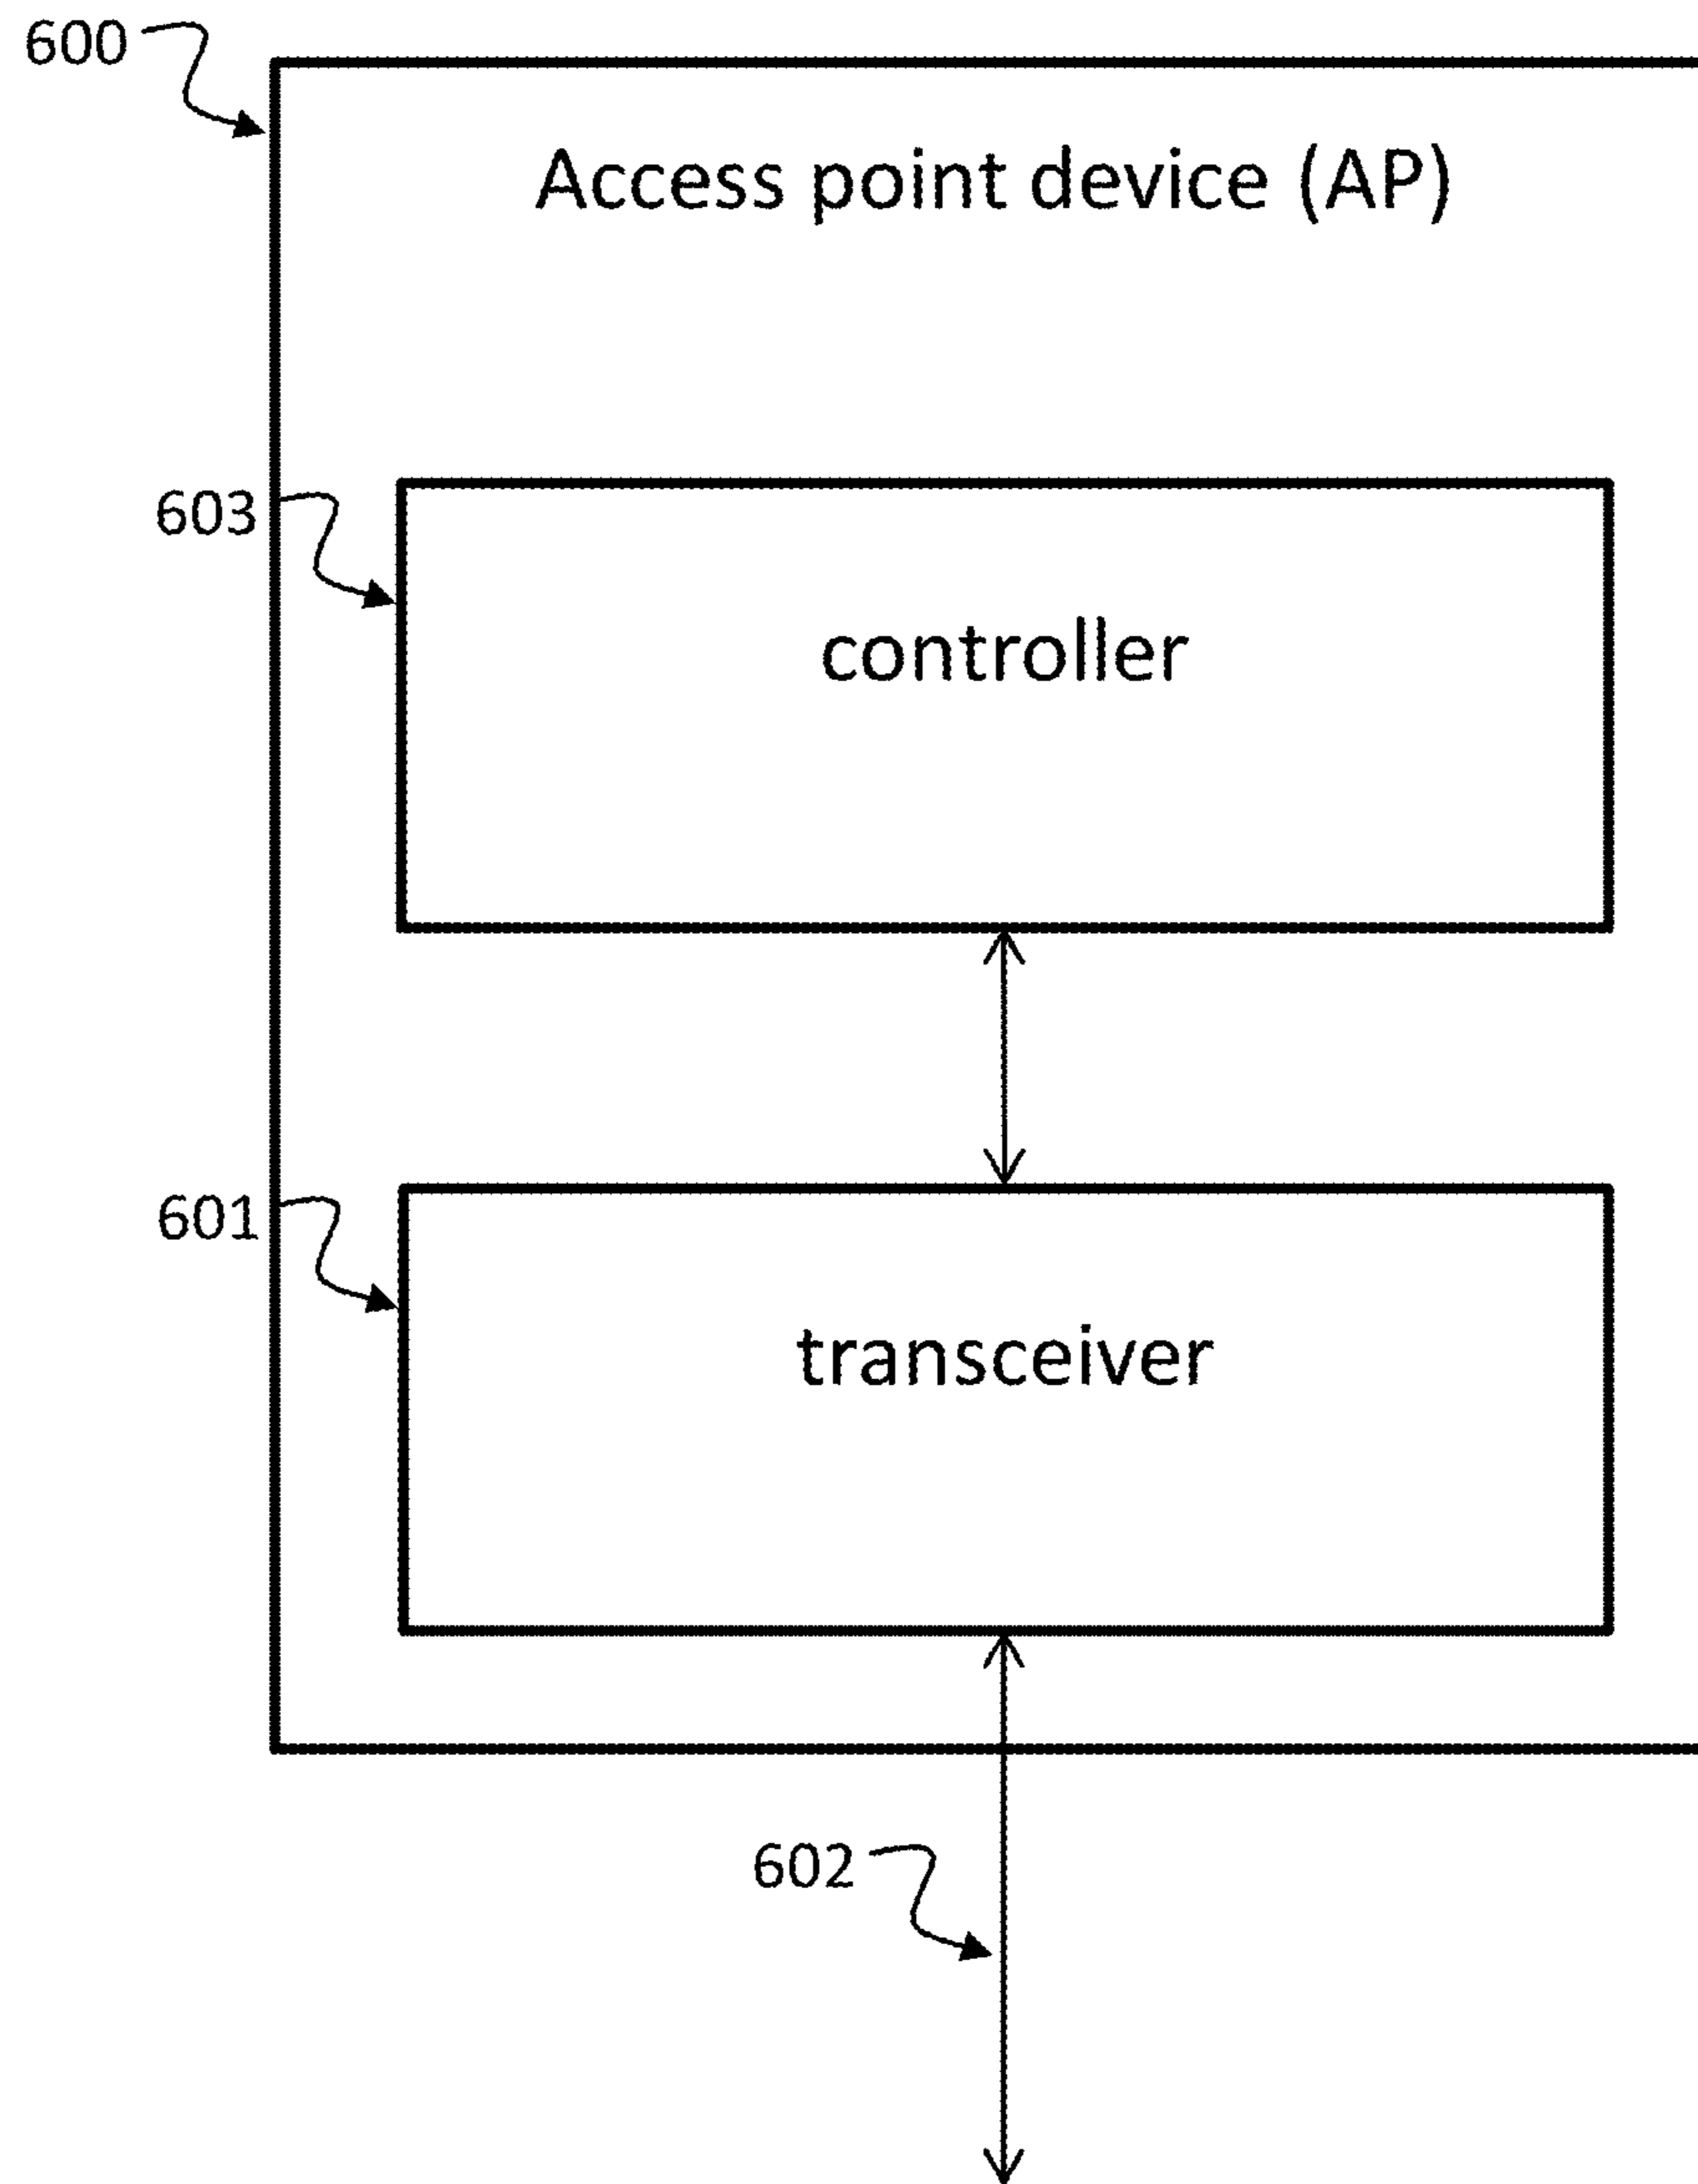 600
Access point device (AP)
603
controller
601
transceiver
602